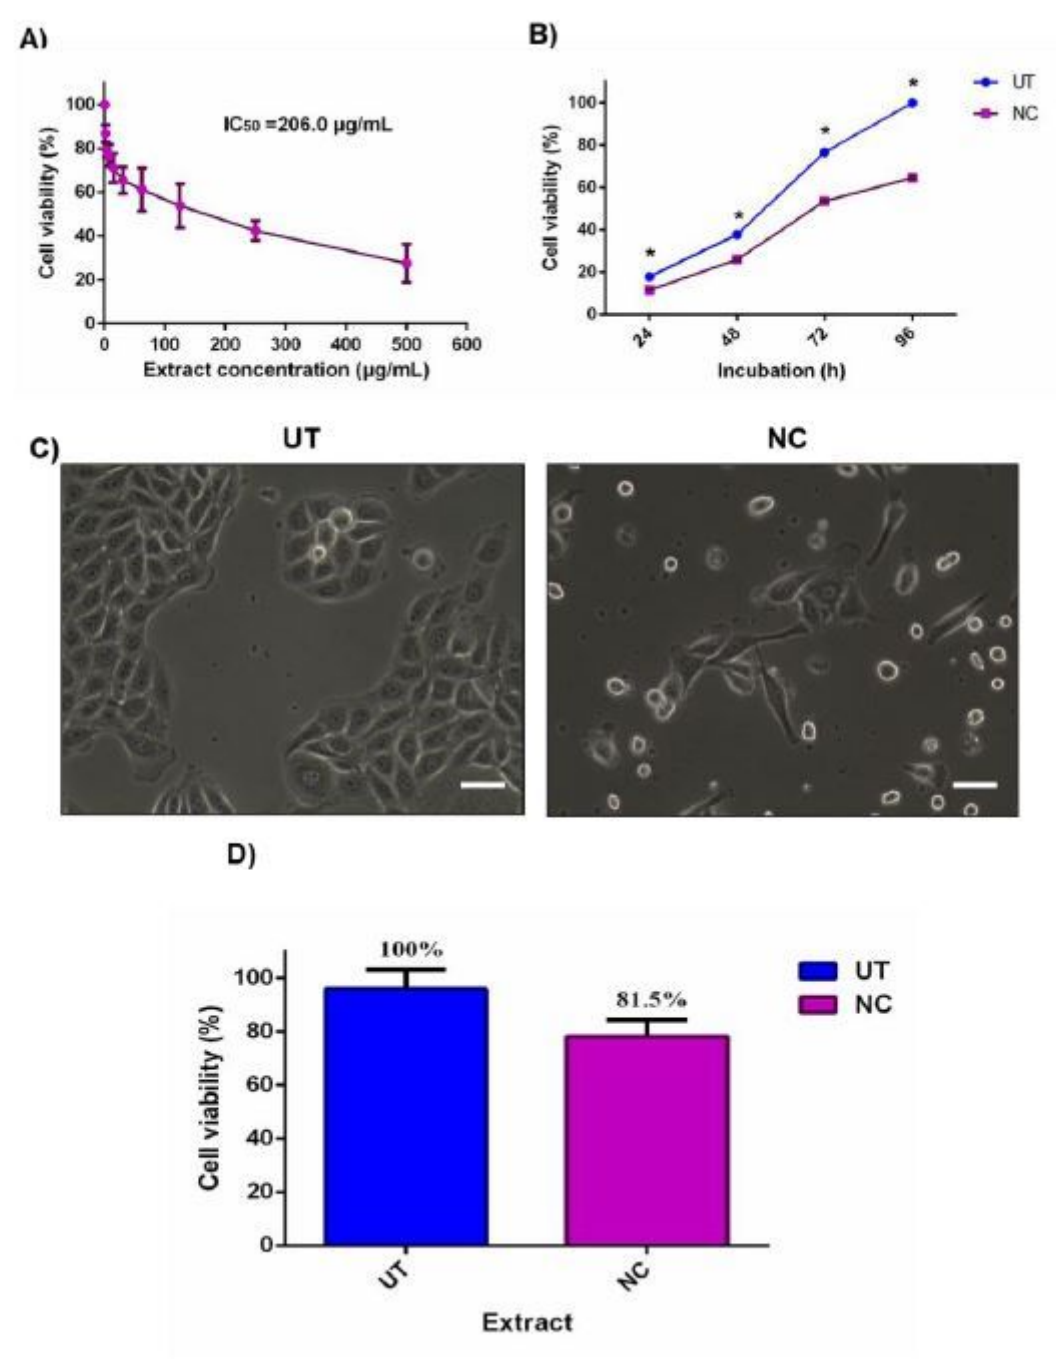 A)
IC50 =206.0 µg/mL
Cell viability (%)
100
80
60
40
20
0
0 100 200 300 400 500 600
Extract concentration (µg/mL)
B)
UT
NC
Cell viability (%)
100
80
60
40
20
0
* * * *
24 48 72 96
Incubation (h)
C)
UT NC
D)
100%
81.5%
UT
NC
Cell viability (%)
100
80
60
40
20
0
UT NC
Extract